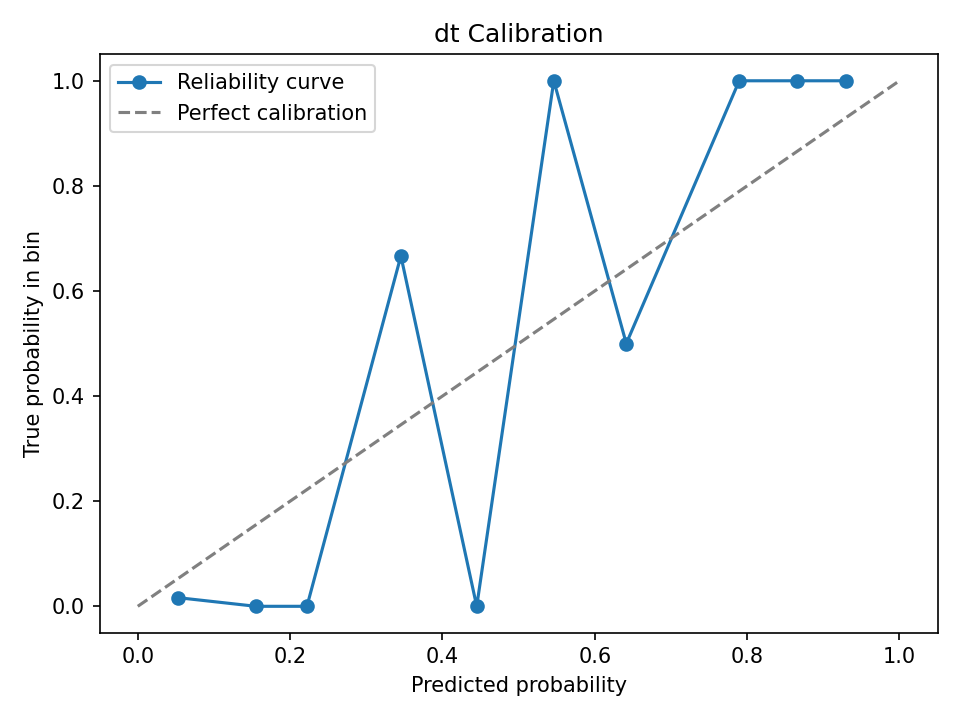 dt Calibration
Reliability curve
Perfect calibration
True probability in bin
1.0
0.8
0.6
0.4
0.2
0.0
0.0 0.2 0.4 0.6 0.8 1.0
Predicted probability